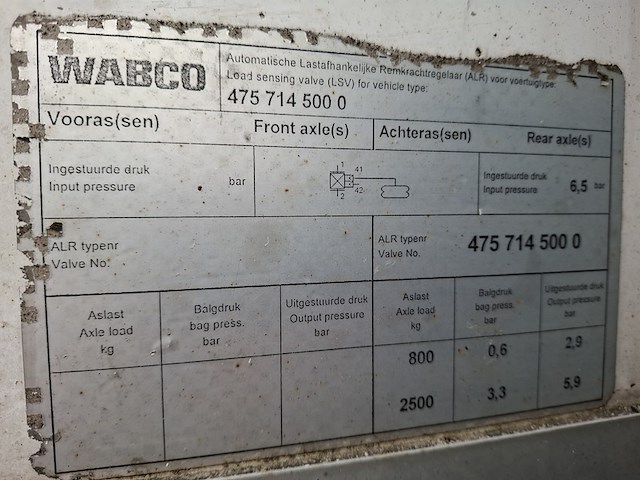 WABCO
Automatische Lastafhankelijke Remkrachtregelaar (ALR) voor voertuigtype:
Load sensing valve (LSV) for vehicle type:
475 714 500 0
Vooras(sen) Front axle(s) Achteras(sen) Rear axle(s)
Ingestuurde druk
Input pressure bar
1 41
42
2
Ingestuurde druk
Input pressure 6,5 bar
ALR typenr
Valve No.
ALR typenr
Valve No. 475 714 500 0
Aslast
Axle load
kg
Balgdruk
bag press.
bar
Uitgestuurde druk
Output pressure
bar
Aslast
Axle load
kg
Balgdruk
bag press.
bar
Uitgestuurde druk
Output pressure
bar
800 0,6 2,9
2500 3,3 5,9